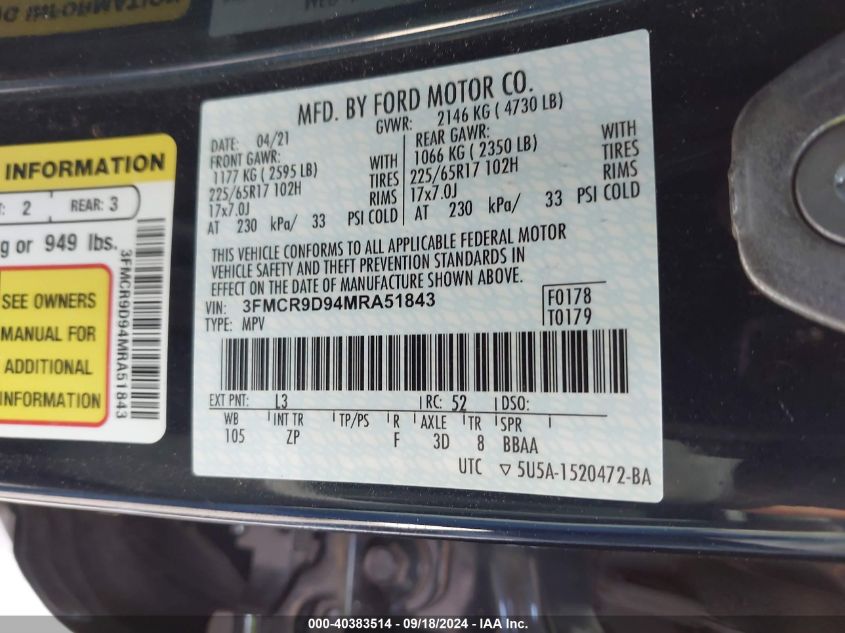 INFORMATION
2 REAR: 3
g or 949 lbs.
SEE OWNERS
MANUAL FOR
ADDITIONAL
INFORMATION
3FMCR9D94MRA51843
MFD. BY FORD MOTOR CO.
DATE: 04/21 GVWR: 2146 KG ( 4730 LB)
FRONT GAWR: WITH REAR GAWR: WITH
1177 KG ( 2595 LB) TIRES 1066 KG ( 2350 LB) TIRES
225/65R17 102H RIMS 225/65R17 102H RIMS
17x7.0J 17x7.0J
AT 230 kPa/ 33 PSI COLD AT 230 kPa/ 33 PSI COLD
THIS VEHICLE CONFORMS TO ALL APPLICABLE FEDERAL MOTOR
VEHICLE SAFETY AND THEFT PREVENTION STANDARDS IN
EFFECT ON THE DATE OF MANUFACTURE SHOWN ABOVE.
VIN: 3FMCR9D94MRA51843 F0178
TYPE: MPV T0179
EXT PNT: L3 RC: 52 DSO:
WB INT TR TP/PS R AXLE TR SPR
105 ZP F 3D 8 BBAA
UTC ▽ 5U5A-1520472-BA
000-40383514 - 09/18/2024 - IAA Inc.